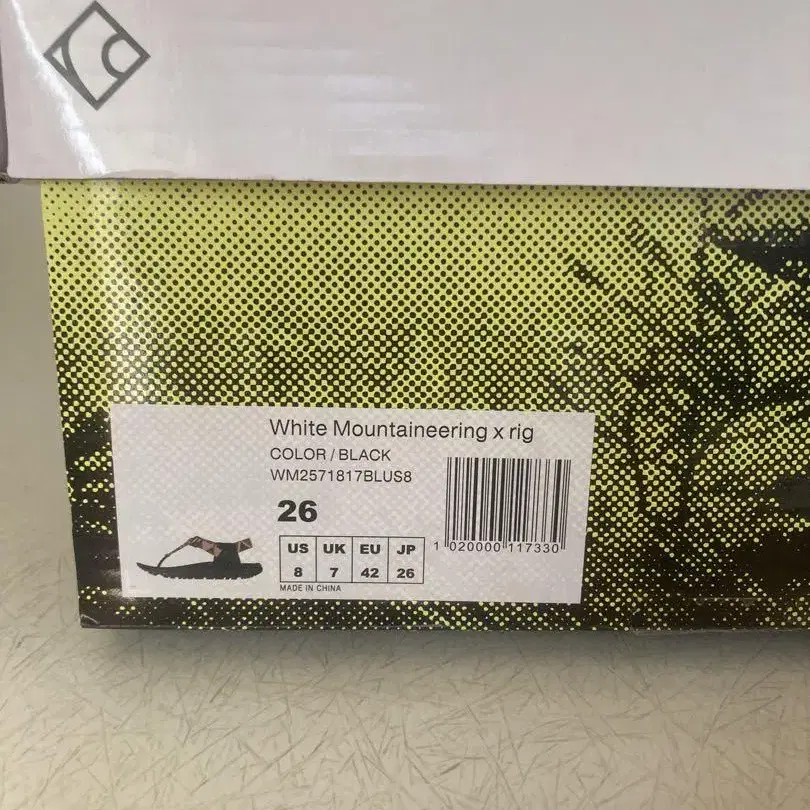 White Mountaineering x rig
COLOR / BLACK
WM2571817BLUS8
26
US UK EU JP
8 7 42 26
MADE IN CHINA
1 020000 117330